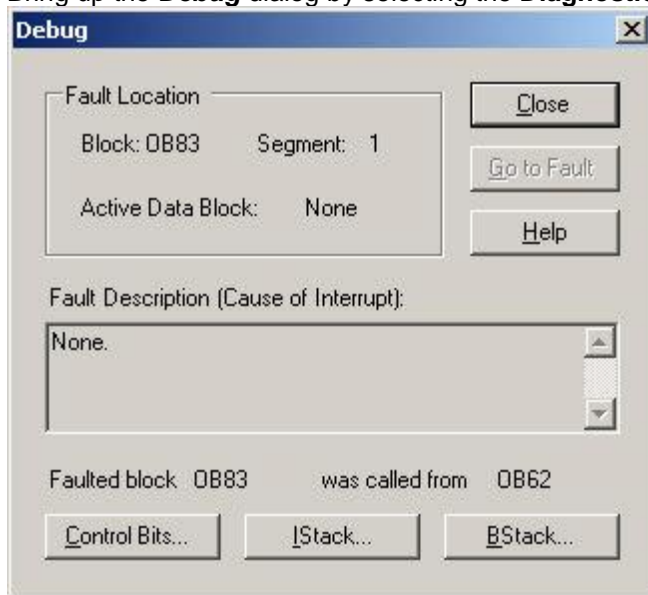 Bring up the Debug dialog by selecting the
Debug
Fault Location
Block: OB83 Segment: 1
Active Data Block: None
Close
Go to Fault
Help
Fault Description (Cause of Interrupt):
None.
Faulted block OB83 was called from OB62
Control Bits... IStack... BStack...